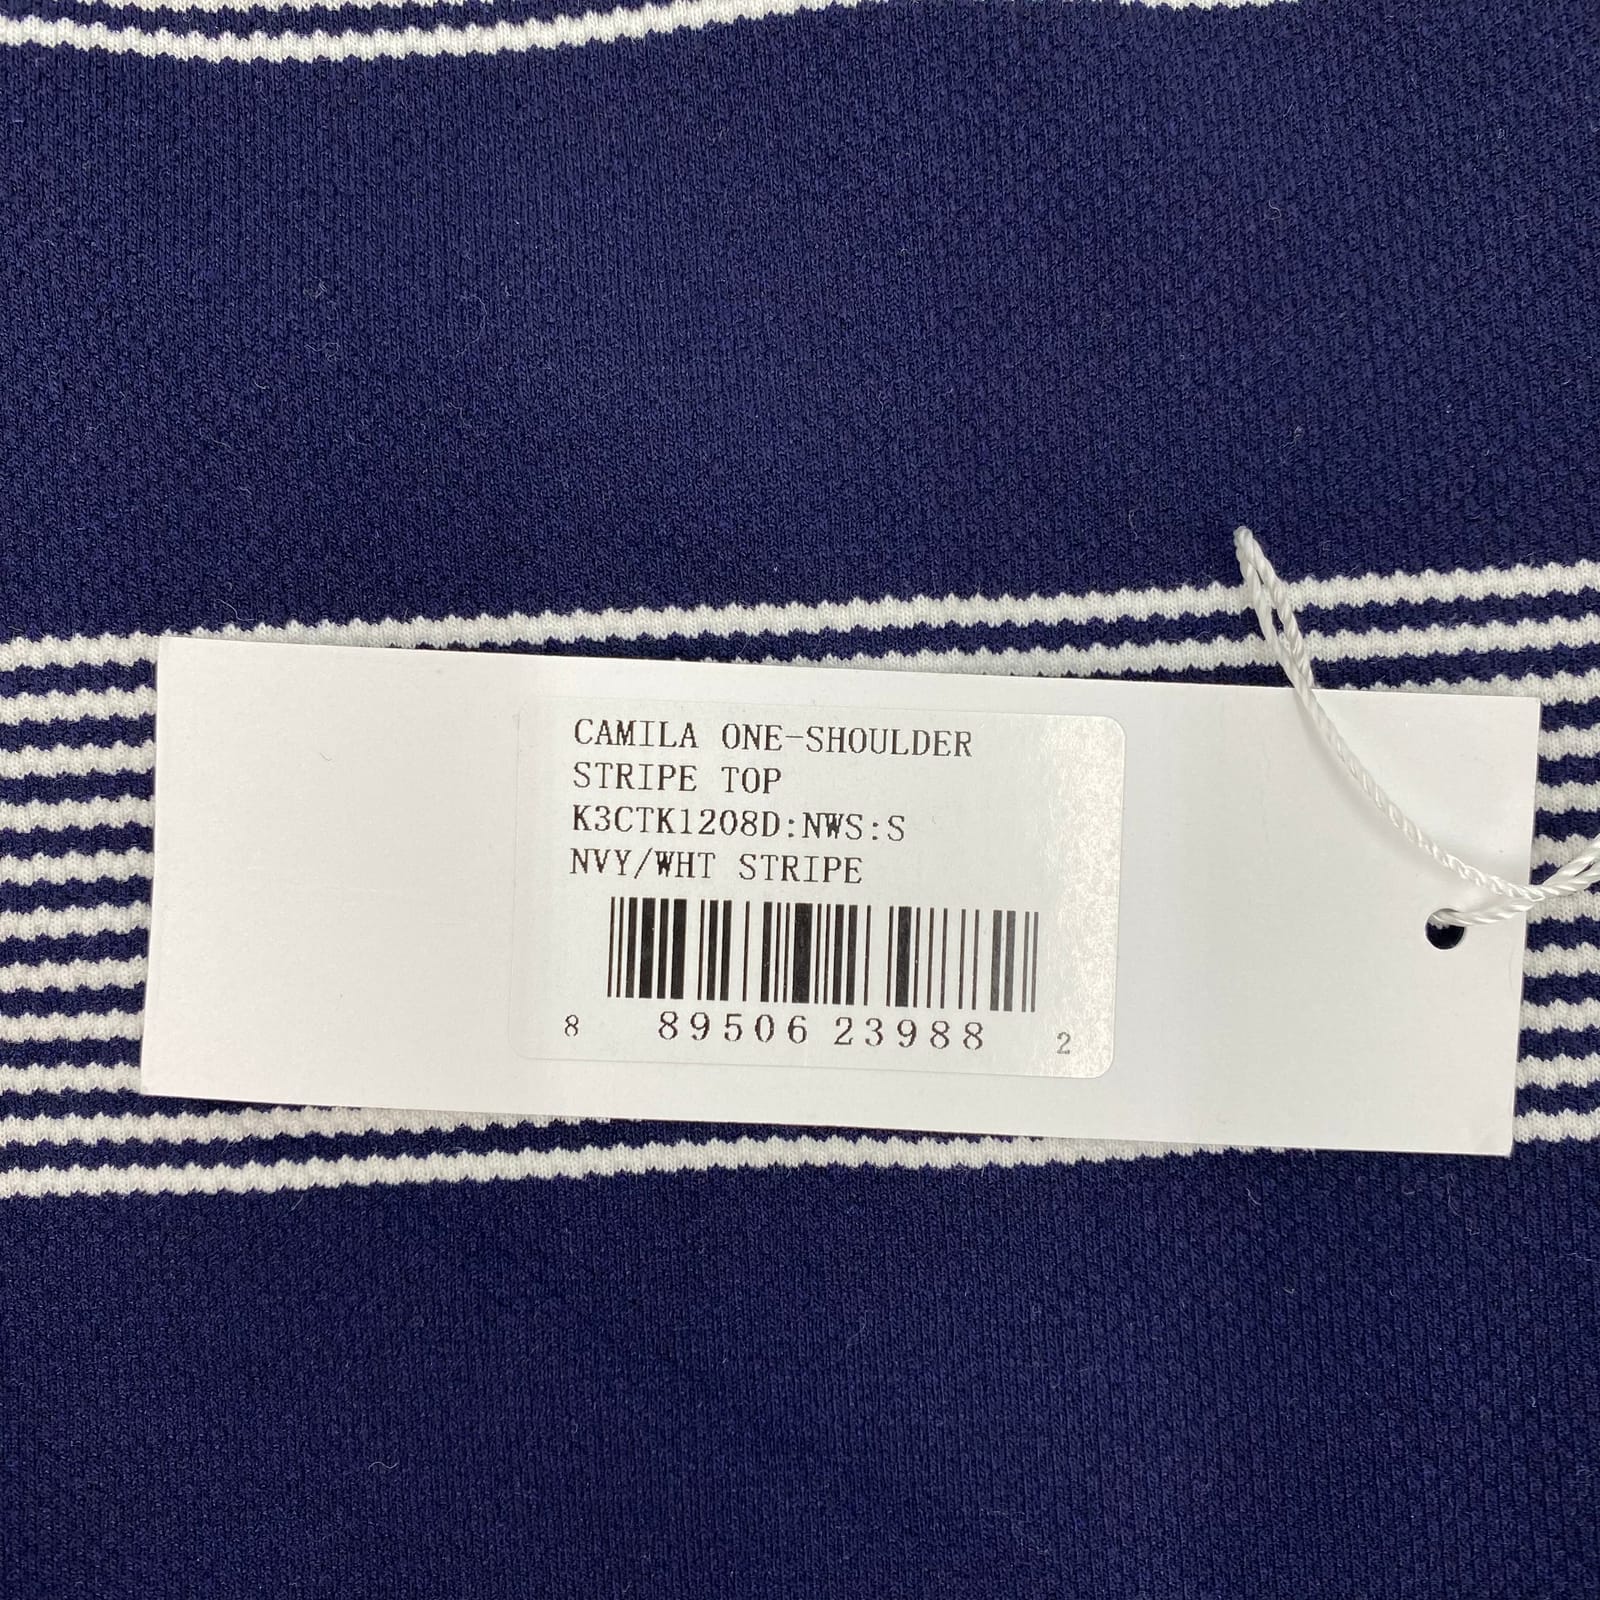 CAMILA ONE-SHOULDER
STRIPE TOP
K3CTK1208D:NWS:S
NVY/WHT STRIPE
8 89506 23988 2